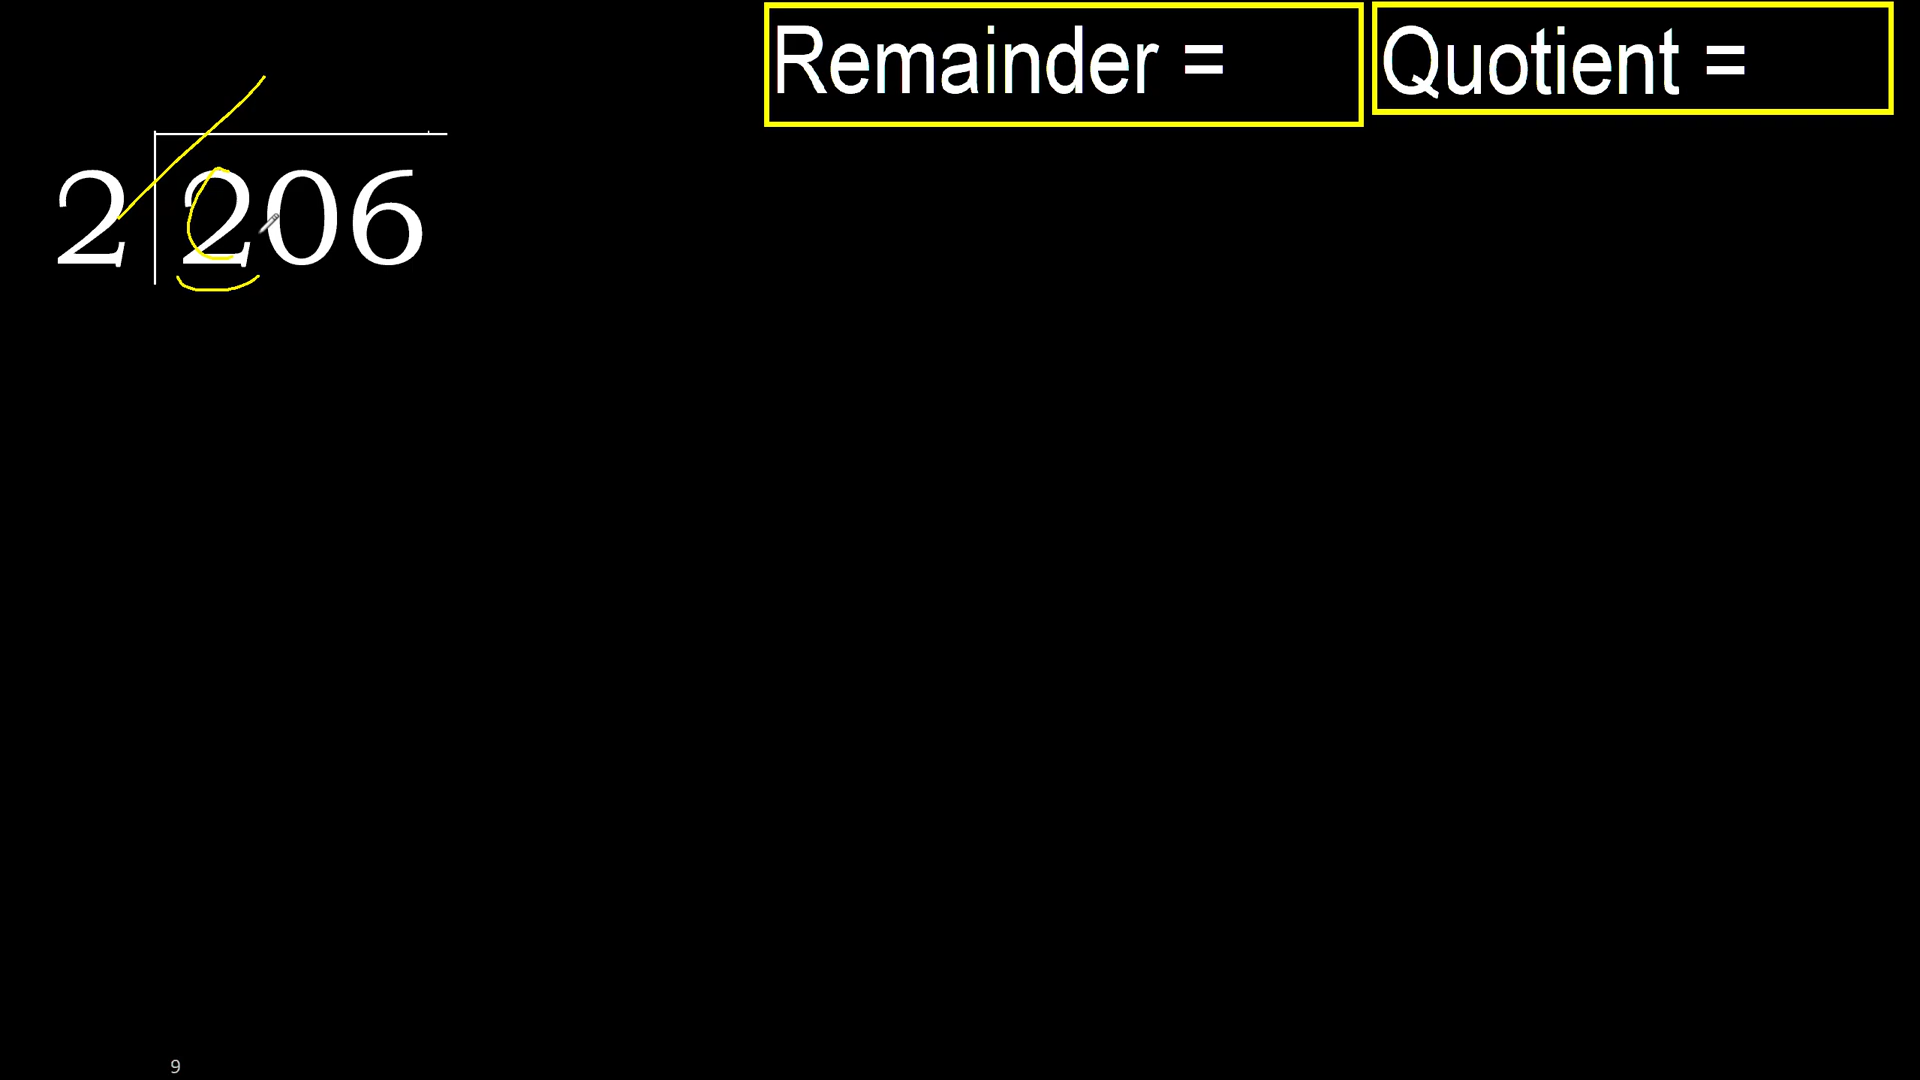 Remainder =
Quotient =
2 206
9